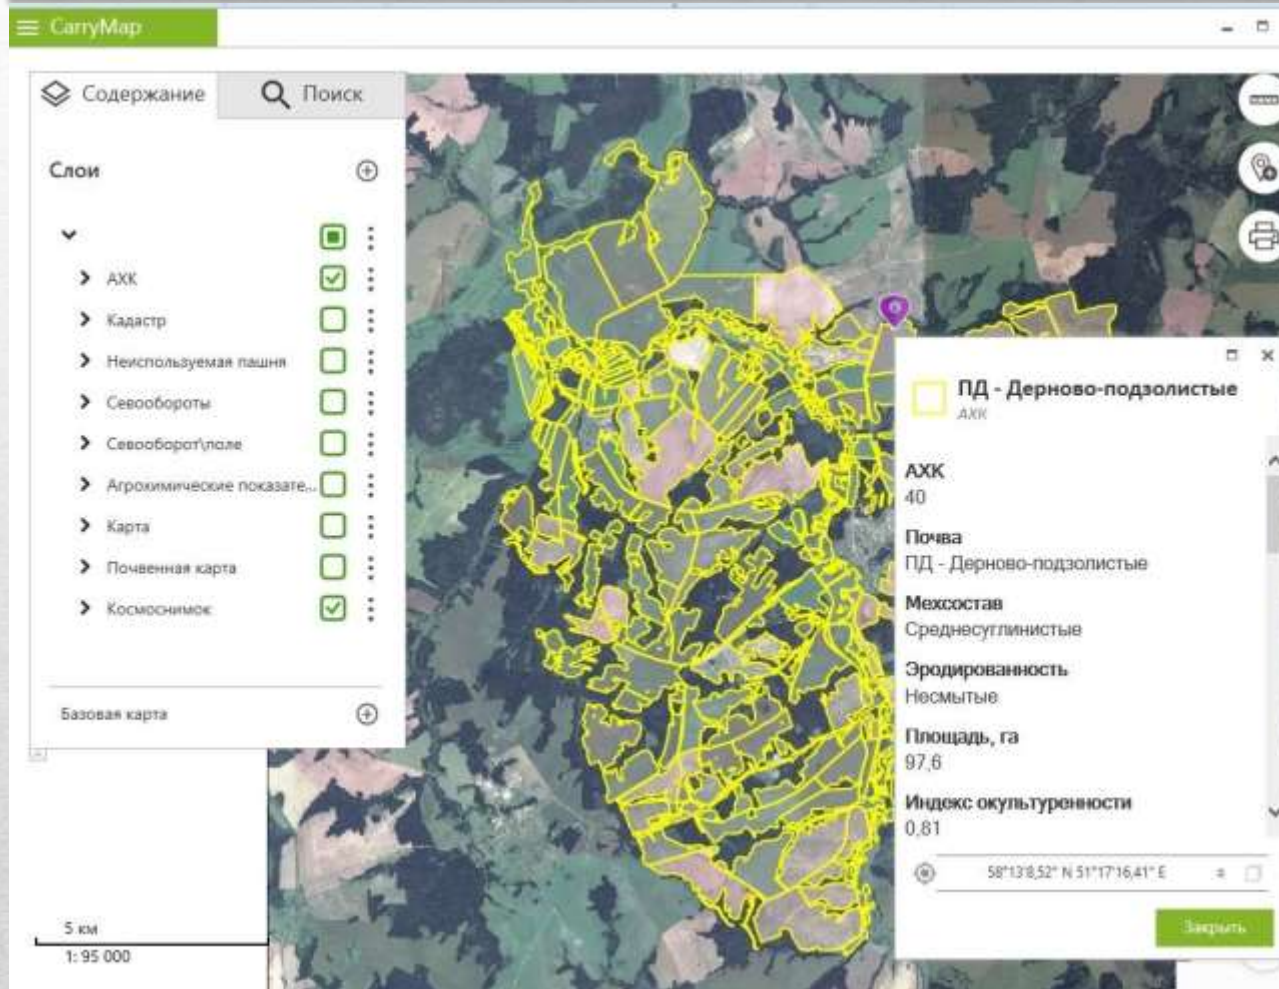 CarryMap
Содержание
Поиск
Слои
АХК
Кадастр
Неиспользуемая пашня
Севообороты
Севооборот\поле
Агрохимические показате...
Карта
Почвенная карта
Космоснимок
Базовая карта
5 км
1: 95 000
ПД - Дерново-подзолистые
АХК
АХК
40
Почва
ПД - Дерново-подзолистые
Мехсостав
Среднесуглинистые
Эродированность
Несмытые
Площадь, га
97,6
Индекс окультуренности
0,81
58°13'8,52" N 51°17'16,41" E
Закрыть